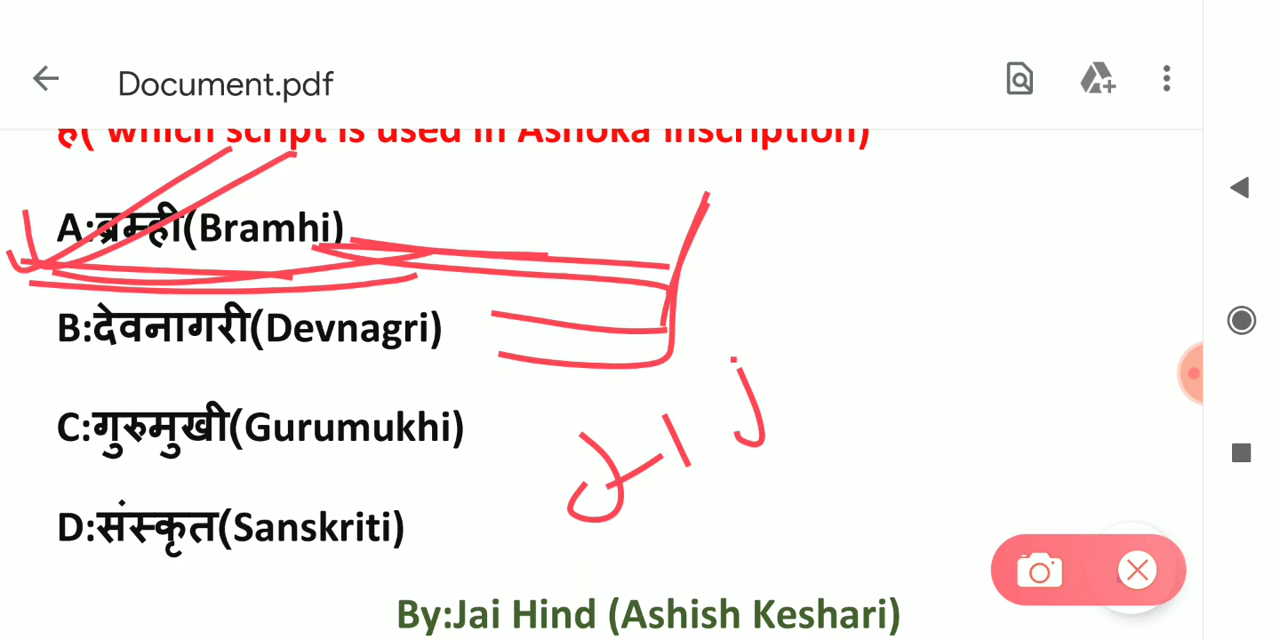 Document.pdf
है( which script is used in Ashoka inscription)
A:ब्रम्ही(Bramhi)
B:देवनागरी(Devnagri)
C:गुरुमुखी(Gurumukhi)
D:संस्कृत(Sanskriti)
By:Jai Hind (Ashish Keshari)